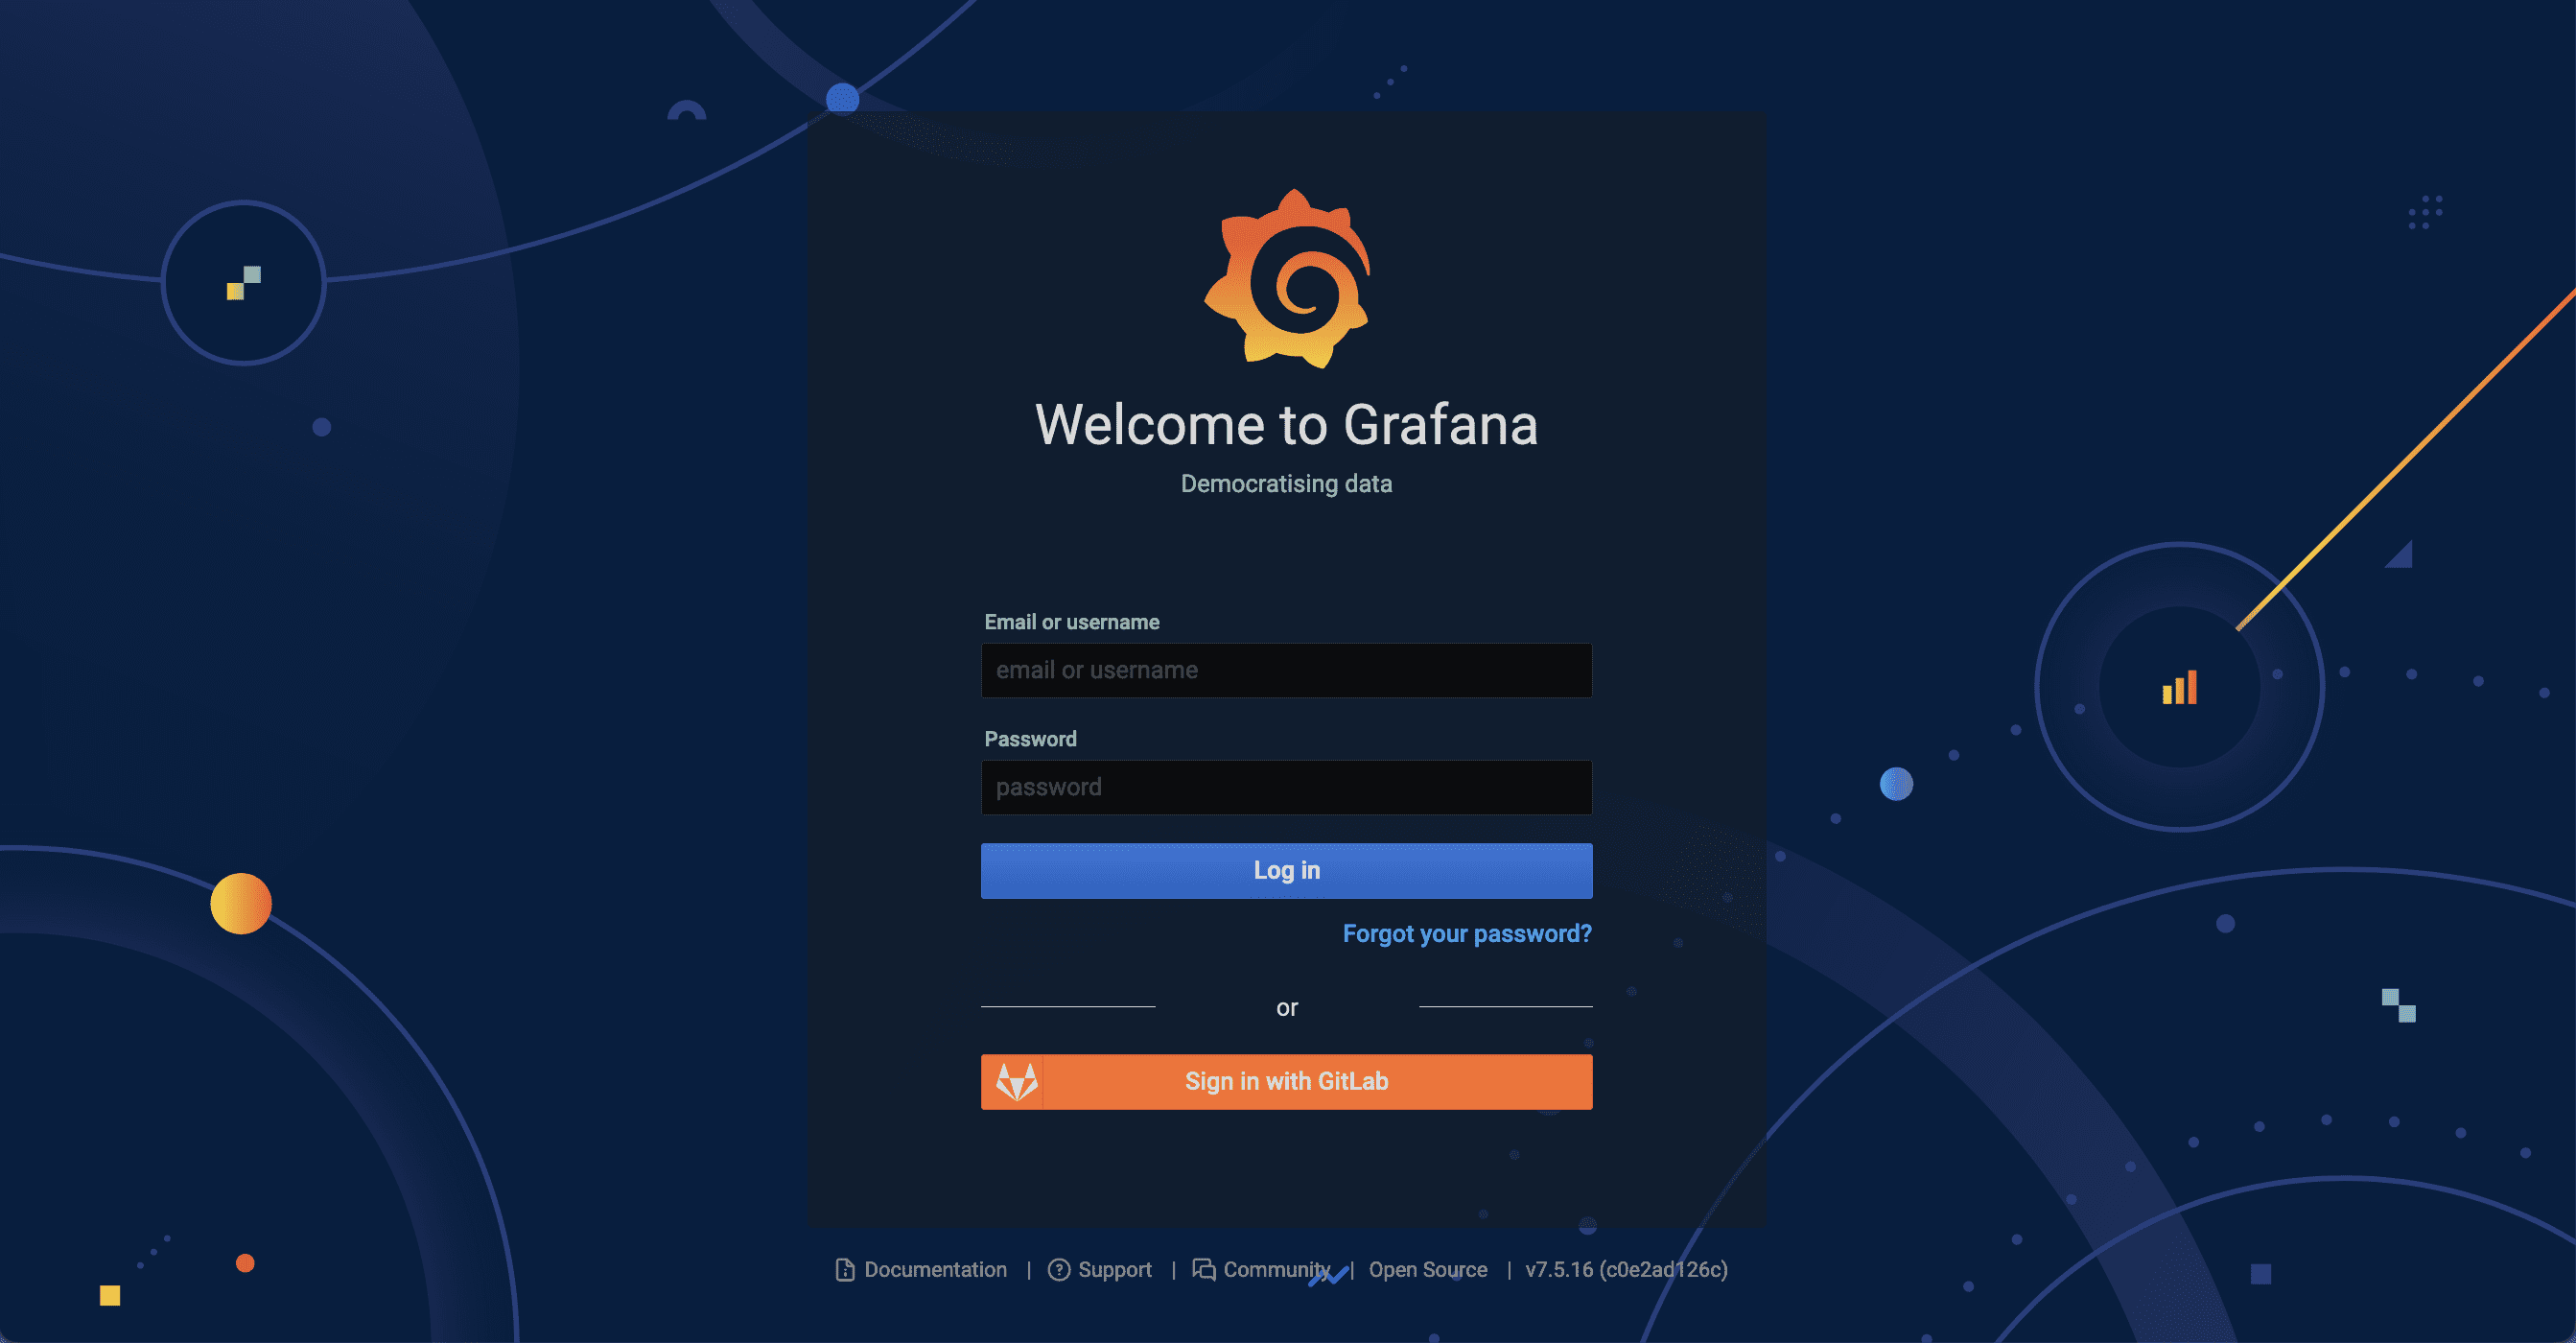 Welcome to Grafana
Democratising data
Email or username
email or username
Password
password
Log in
Forgot your password?
or
Sign in with GitLab
Documentation | Support | Community | Open Source | v7.5.16 (c0e2ad126c)